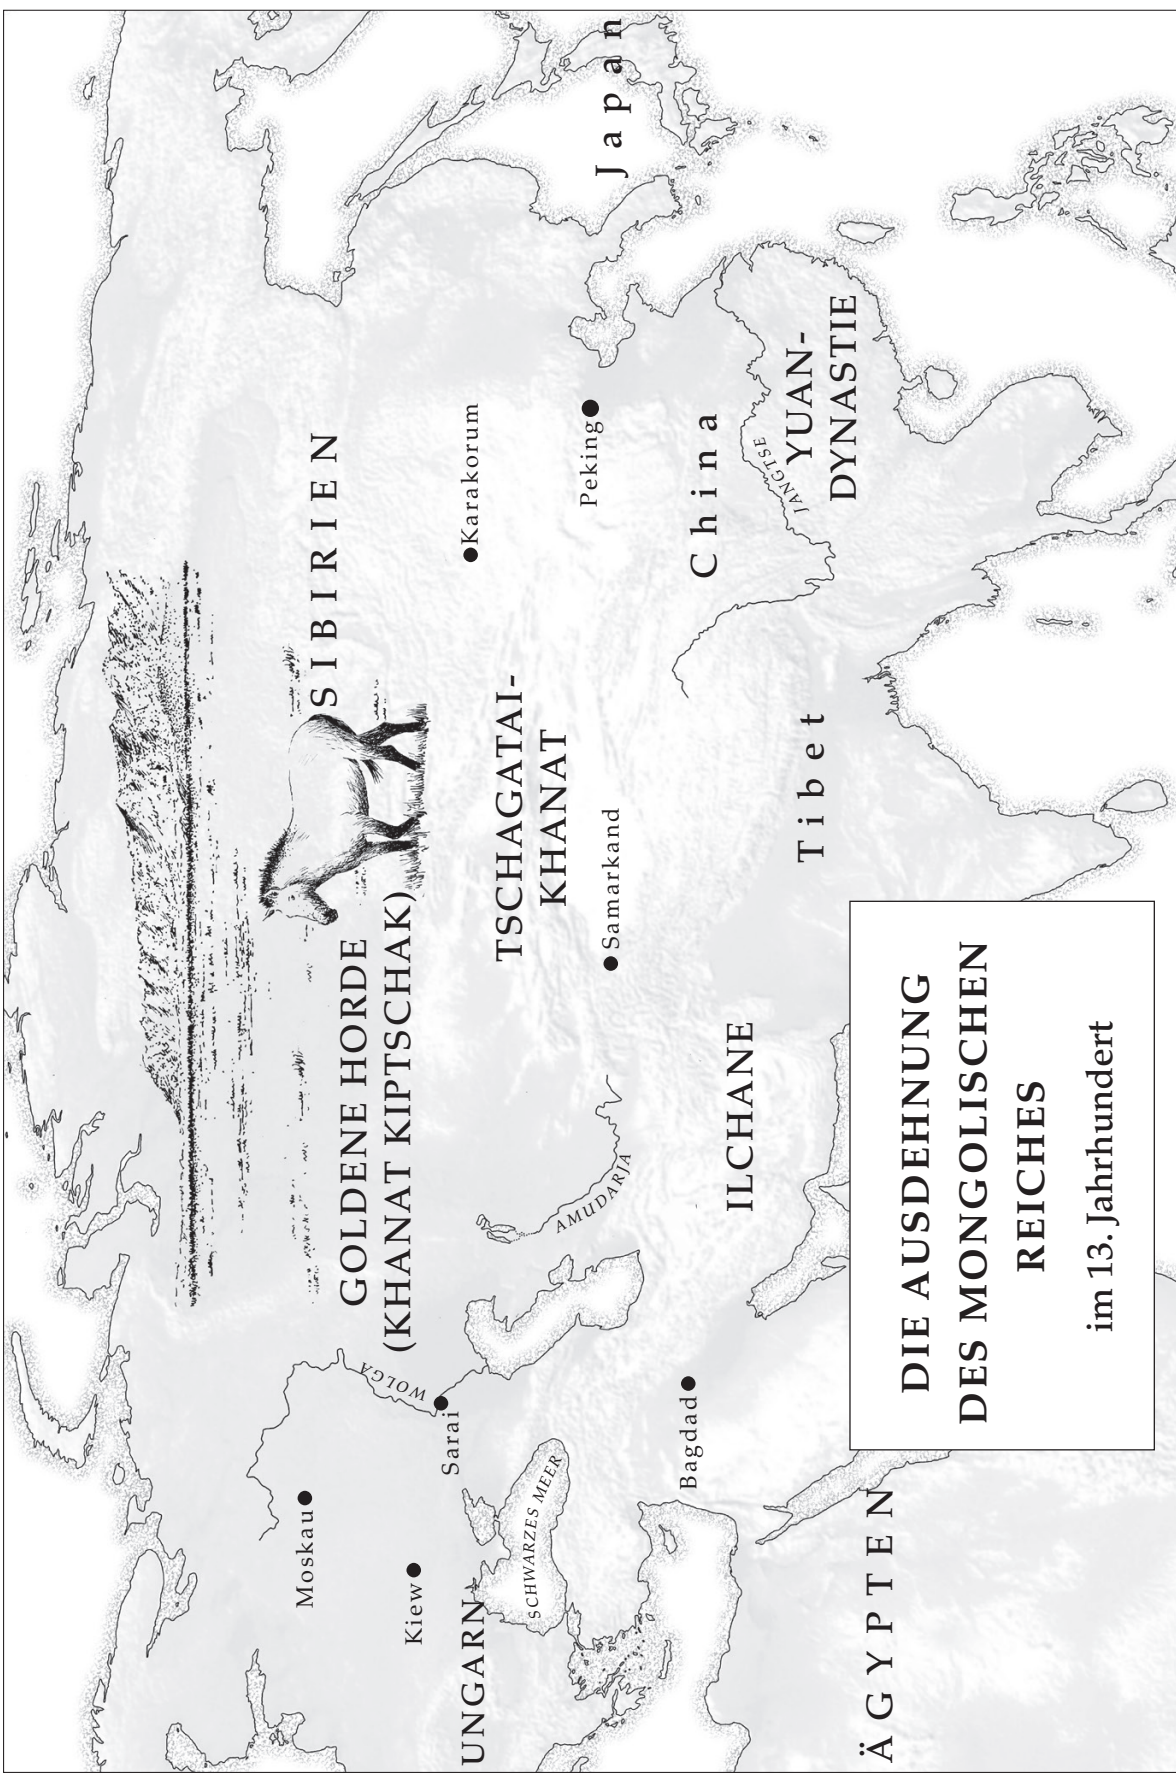 SIBIRIEN
Japan
Moskau
WOLGA
GOLDENE HORDE
(KHANAT KIPTSCHAK)
Karakorum
Kiew
Sarai
UNGARN
TSCHAGATAI-
KHANAT
Peking
SCHWARZES MEER
AMUDARJA
Samarkand
China
Bagdad
ILCHANE
JANGTSE
YUAN-
DYNASTIE
Tibet
ÄGYPTEN
DIE AUSDEHNUNG
DES MONGOLISCHEN
REICHES
im 13. Jahrhundert